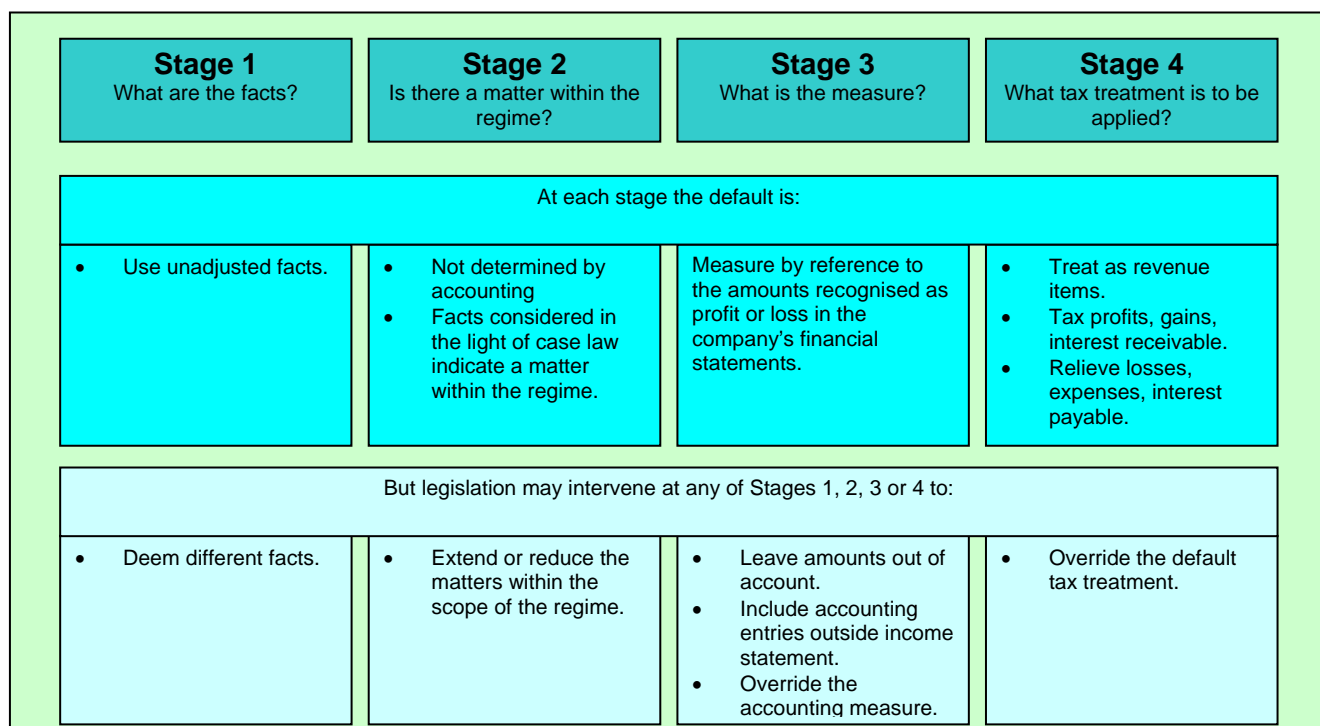 Stage 1
What are the facts?
Stage 2
Is there a matter within the
regime?
Stage 3
What is the measure?
Stage 4
What tax treatment is to be
applied?
At each stage the default is:
• Use unadjusted facts.
• Not determined by
accounting
• Facts considered in
the light of case law
indicate a matter
within the regime.
Measure by reference to
the amounts recognised as
profit or loss in the
company's financial
statements.
• Treat as revenue
items.
• Tax profits, gains,
interest receivable.
• Relieve losses,
expenses, interest
payable.
But legislation may intervene at any of Stages 1, 2, 3 or 4 to:
• Deem different facts.
• Extend or reduce the
matters within the
scope of the regime.
• Leave amounts out of
account.
• Include accounting
entries outside income
statement.
• Override the
accounting measure.
• Override the default
tax treatment.